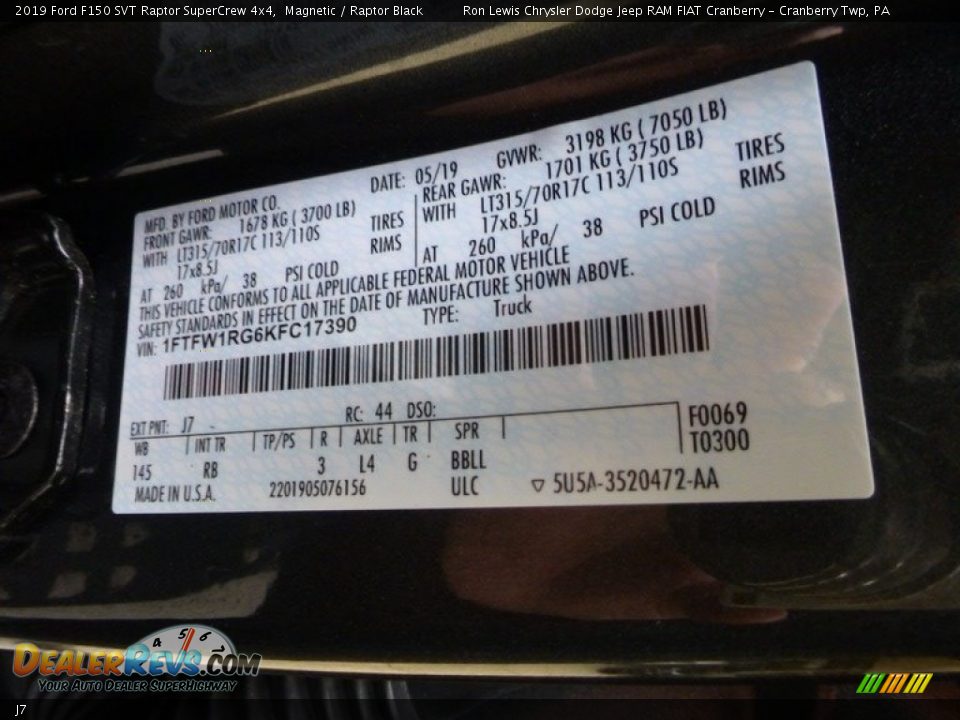 2019 Ford F150 SVT Raptor SuperCrew 4x4, Magnetic / Raptor Black Ron Lewis Chrysler Dodge Jeep RAM FIAT Cranberry - Cranberry Twp, PA
MFD. BY FORD MOTOR CO. DATE: 05/19 GVWR: 3198 KG ( 7050 LB)
FRONT GAWR: 1678 KG ( 3700 LB) REAR GAWR: 1701 KG ( 3750 LB)
WITH LT315/70R17C 113/110S TIRES WITH LT315/70R17C 113/110S TIRES
17x8.5J RIMS 17x8.5J RIMS
AT 260 kPa/ 38 PSI COLD AT 260 kPa/ 38 PSI COLD
THIS VEHICLE CONFORMS TO ALL APPLICABLE FEDERAL MOTOR VEHICLE
SAFETY STANDARDS IN EFFECT ON THE DATE OF MANUFACTURE SHOWN ABOVE.
VIN: 1FTFW1RG6KFC17390 TYPE: Truck
EXT PNT: J7 RC: 44 DSO: F0069
WB INT TR TP/PS R AXLE TR SPR T0300
145 RB 3 L4 G BBLL
MADE IN U.S.A. 2201905076156 ULC ▽ 5U5A-3520472-AA
4 5 6
DEALERREVS.COM
Your Auto Dealer SuperHighway
J7